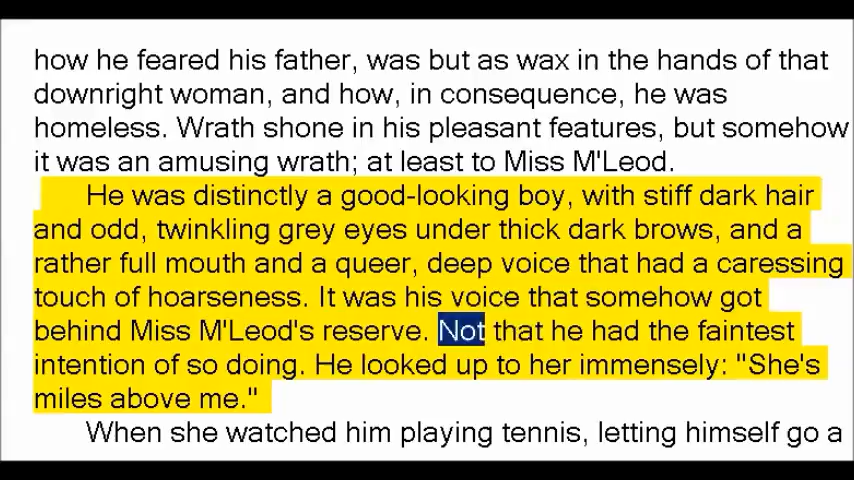 how he feared his father, was but as wax in the hands of that
downright woman, and how, in consequence, he was
homeless. Wrath shone in his pleasant features, but somehow
it was an amusing wrath; at least to Miss M'Leod.
He was distinctly a good-looking boy, with stiff dark hair
and odd, twinkling grey eyes under thick dark brows, and a
rather full mouth and a queer, deep voice that had a caressing
touch of hoarseness. It was his voice that somehow got
behind Miss M'Leod's reserve. Not that he had the faintest
intention of so doing. He looked up to her immensely: "She's
miles above me."
When she watched him playing tennis, letting himself go a